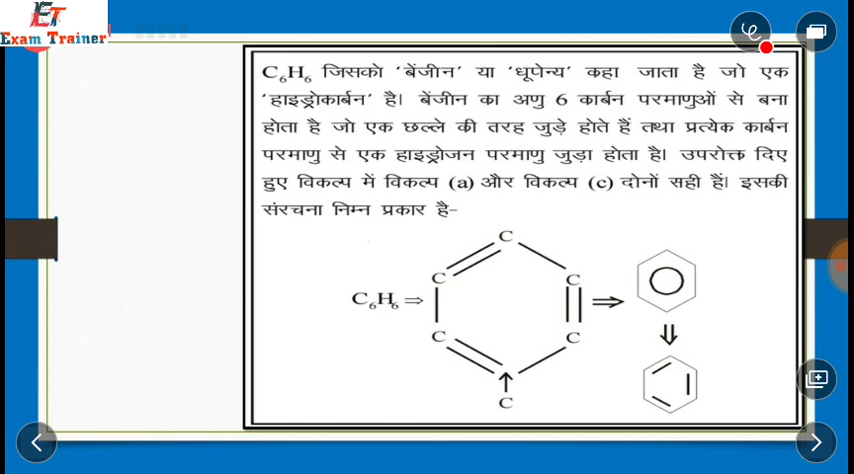 ET
Exam Trainer
C₆H₆ जिसको 'बेंजीन' या 'धूपेन्य' कहा जाता है जो एक
'हाइड्रोकार्बन' है। बेंजीन का अणु 6 कार्बन परमाणुओं से बना
होता है जो एक छल्ले की तरह जुड़े होते हैं तथा प्रत्येक कार्बन
परमाणु से एक हाइड्रोजन परमाणु जुड़ा होता है। उपरोक्त दिए
हुए विकल्प में विकल्प (a) और विकल्प (c) दोनों सही हैं। इसकी
संरचना निम्न प्रकार है-
C
C C
C₆H₆ ⇒
C C
C